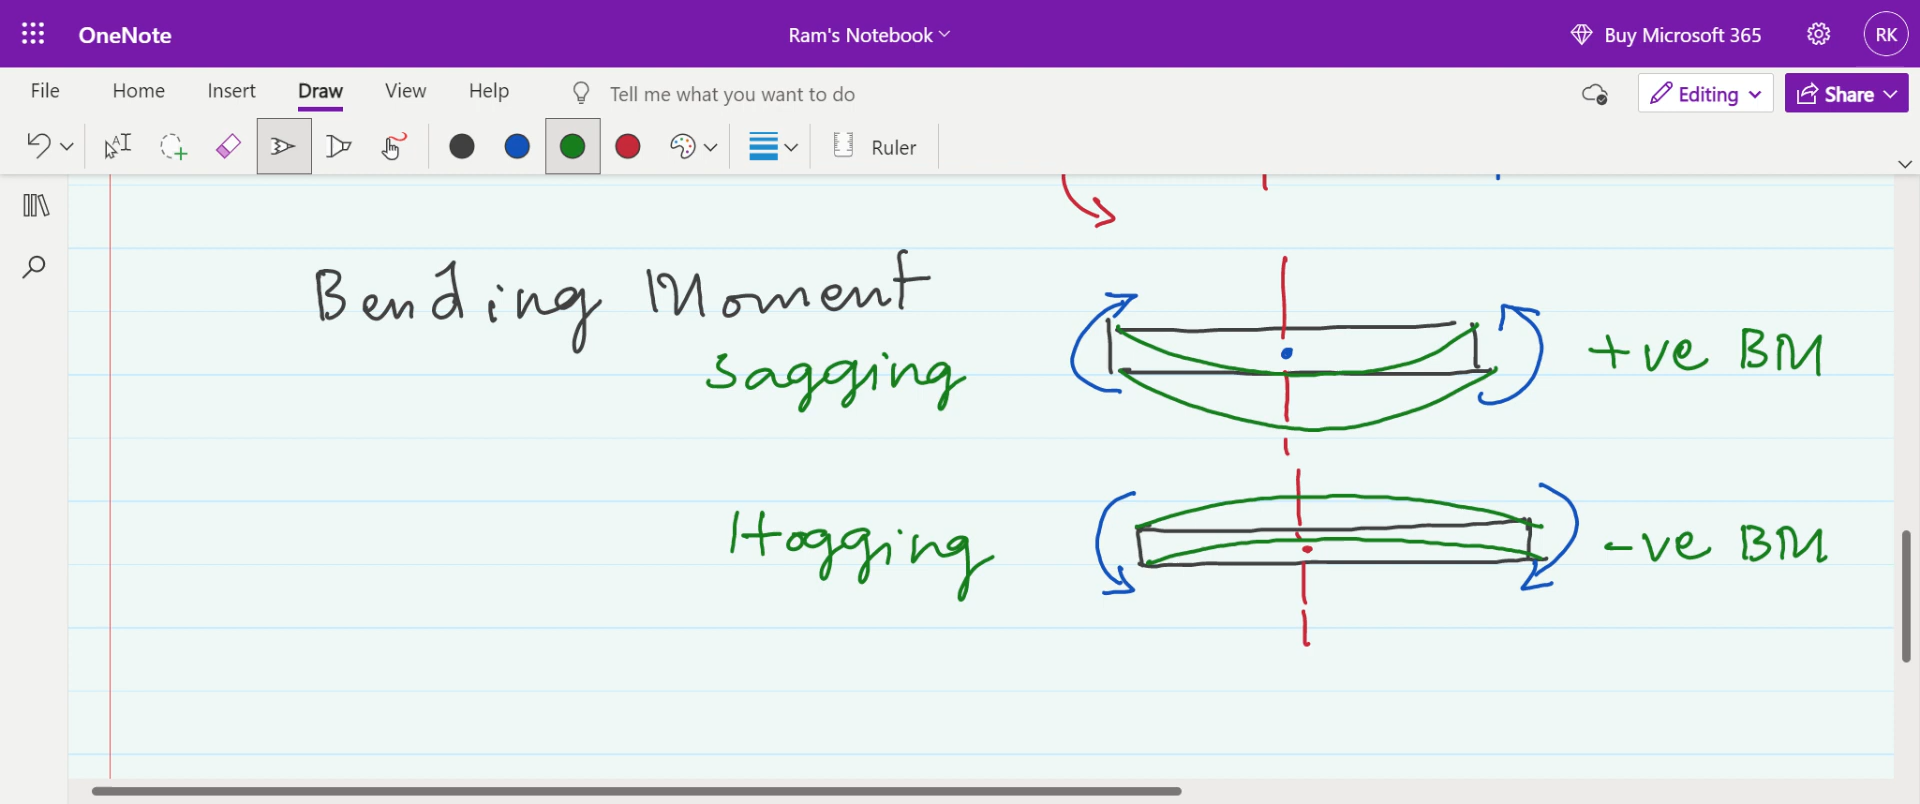 OneNote
Ram's Notebook
Buy Microsoft 365
RK
File Home Insert Draw View Help Tell me what you want to do
Editing
Share
AI
Ruler
Bending Moment
Sagging
+ve BM
Hogging
-ve BM